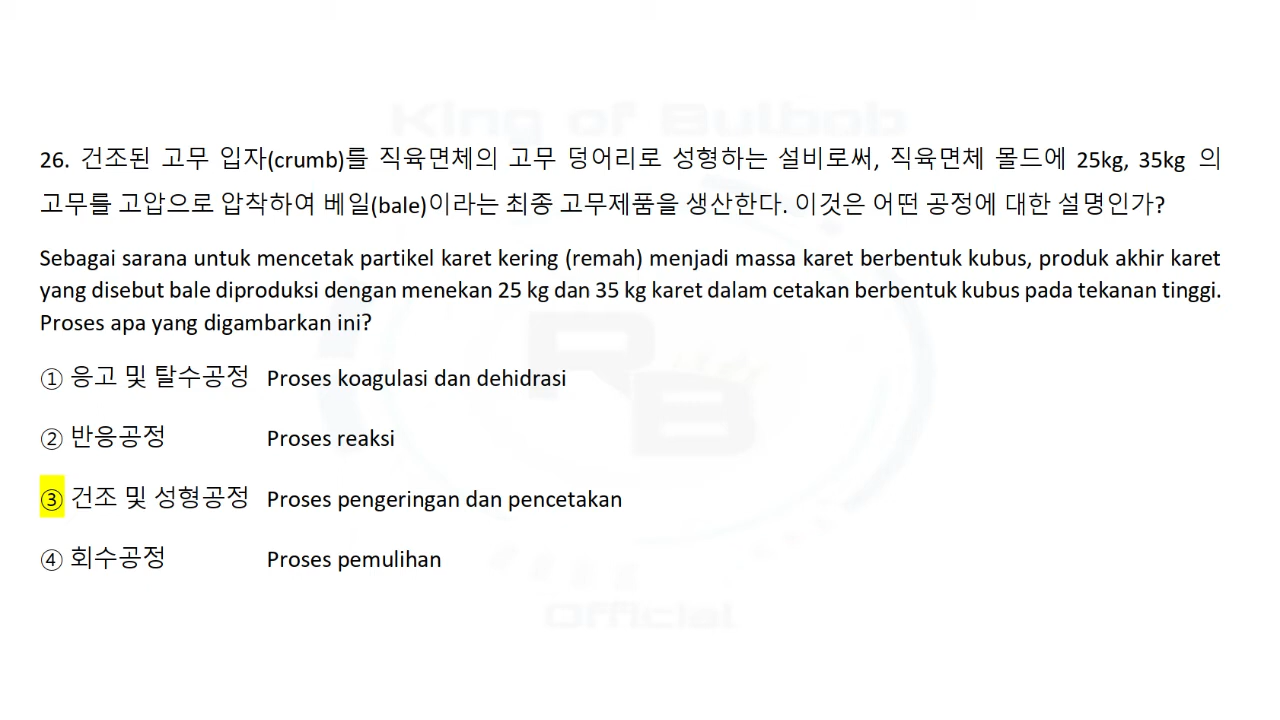 King of Bulbob
26. 건조된 고무 입자(crumb)를 직육면체의 고무 덩어리로 성형하는 설비로써, 직육면체 몰드에 25kg, 35kg 의
고무를 고압으로 압착하여 베일(bale)이라는 최종 고무제품을 생산한다. 이것은 어떤 공정에 대한 설명인가?
Sebagai sarana untuk mencetak partikel karet kering (remah) menjadi massa karet berbentuk kubus, produk akhir karet
yang disebut bale diproduksi dengan menekan 25 kg dan 35 kg karet dalam cetakan berbentuk kubus pada tekanan tinggi.
Proses apa yang digambarkan ini?
① 응고 및 탈수공정 Proses koagulasi dan dehidrasi
② 반응공정 Proses reaksi
③ 건조 및 성형공정 Proses pengeringan dan pencetakan
④ 회수공정 Proses pemulihan
Official